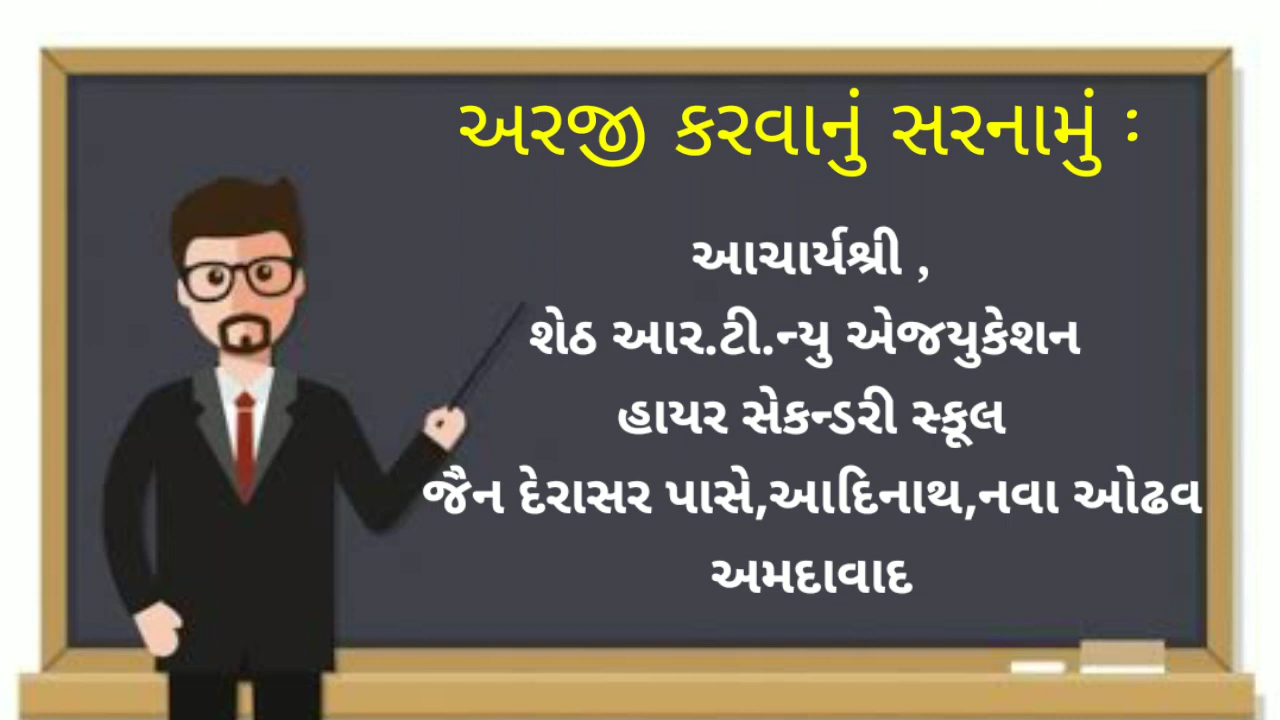 અરજી કરવાનું સરનામું :
આચાર્યશ્રી ,
શેઠ આર.ટી.ન્યુ એજયુકેશન
હાયર સેકન્ડરી સ્કૂલ
જૈન દેરાસર પાસે,આદિનાથ,નવા ઓઢવ
અમદાવાદ